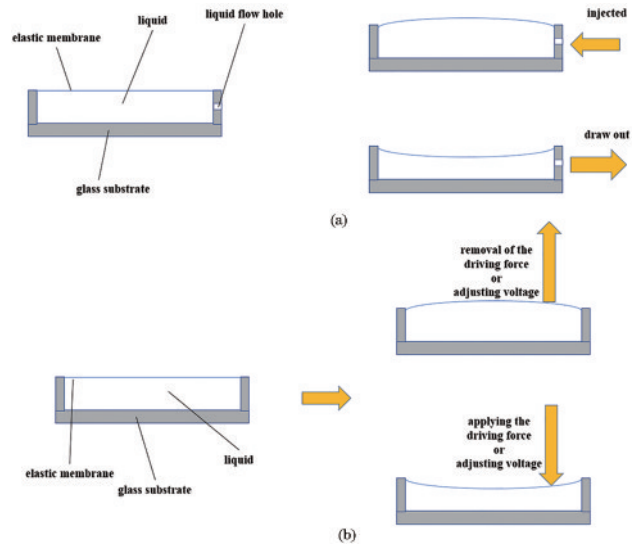 liquid
liquid flow hole
elastic membrane
glass substrate
injected
draw out
(a)
removal of the
driving force
or
adjusting voltage
elastic membrane
liquid
glass substrate
applying the
driving force
or
adjusting voltage
(b)